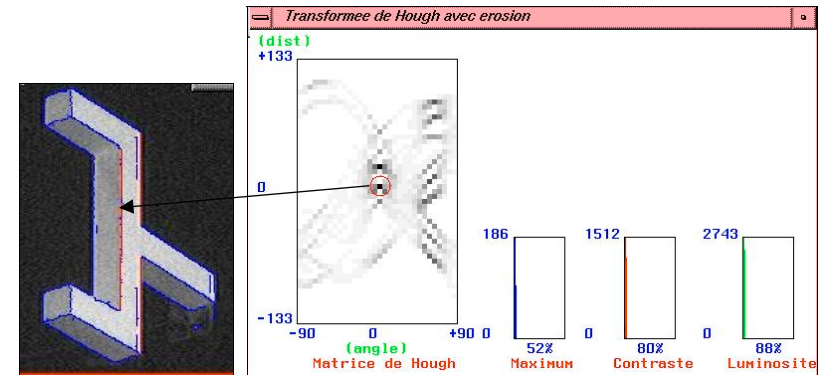 Transformee de Hough avec erosion
(dist)
+133
0
-133
-90 0 +90
(angle)
Matrice de Hough
186
0
52%
Maximum
1512
0
80%
Contraste
2743
0
88%
Luminosite